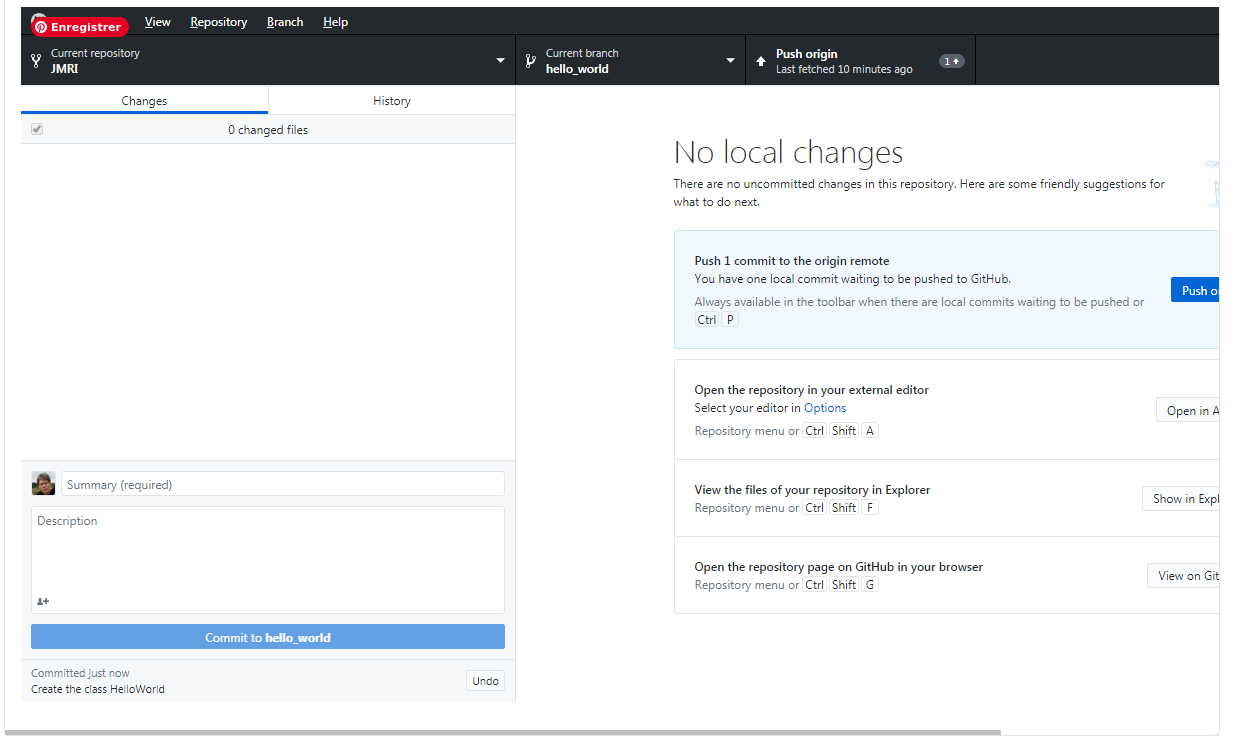 Enregistrer View Repository Branch Help
Current repository
JMRI
Current branch
hello_world
Push origin
Last fetched 10 minutes ago
1
Changes History
0 changed files
No local changes
There are no uncommitted changes in this repository. Here are some friendly suggestions for
what to do next.
Push 1 commit to the origin remote
You have one local commit waiting to be pushed to GitHub.
Always available in the toolbar when there are local commits waiting to be pushed or
Ctrl P
Push o
Open the repository in your external editor
Select your editor in Options
Repository menu or Ctrl Shift A
Open in A
View the files of your repository in Explorer
Repository menu or Ctrl Shift F
Show in Expl
Open the repository page on GitHub in your browser
Repository menu or Ctrl Shift G
View on Git
Summary (required)
Description
Commit to hello_world
Committed just now
Create the class HelloWorld
Undo